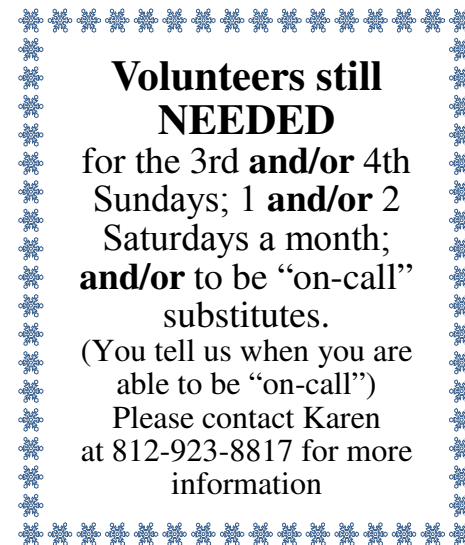 Volunteers still
NEEDED
for the 3rd and/or 4th
Sundays; 1 and/or 2
Saturdays a month;
and/or to be “on-call”
substitutes.
(You tell us when you are
able to be “on-call”)
Please contact Karen
at 812-923-8817 for more
information